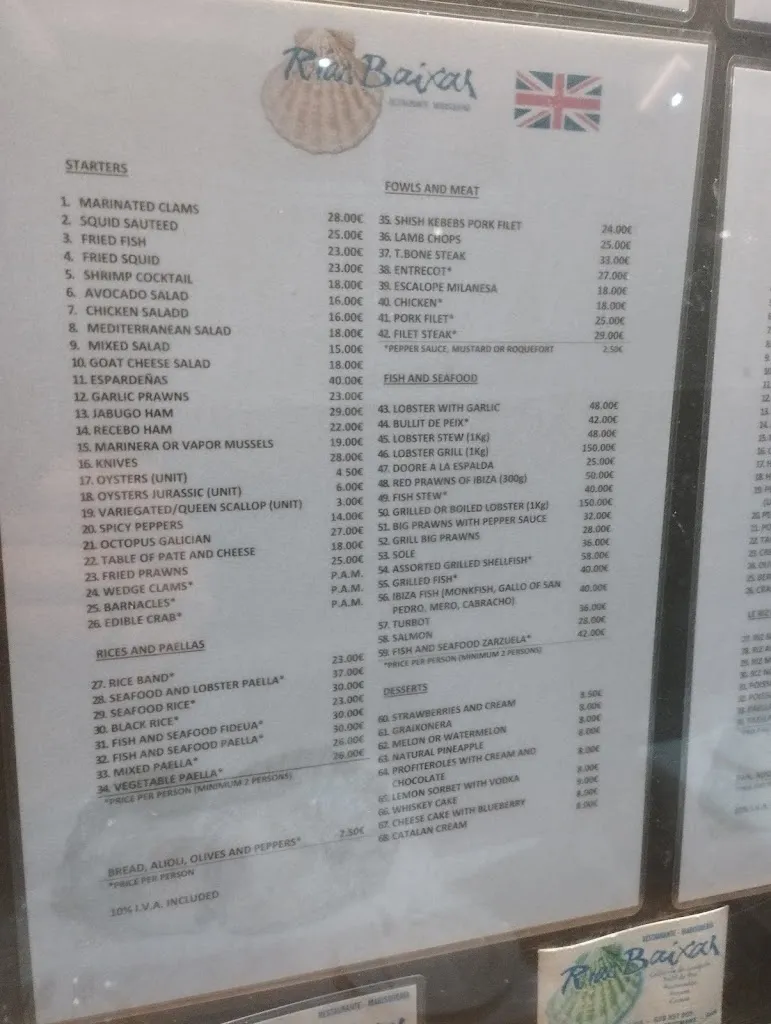 Rias Baixas
RESTAURANTE MARISQUERIA
STARTERS
1. MARINATED CLAMS 28.00€
2. SQUID SAUTEED 25.00€
3. FRIED FISH 23.00€
4. FRIED SQUID 23.00€
5. SHRIMP COCKTAIL 18.00€
6. AVOCADO SALAD 16.00€
7. CHICKEN SALADD 16.00€
8. MEDITERRANEAN SALAD 18.00€
9. MIXED SALAD 15.00€
10. GOAT CHEESE SALAD 18.00€
11. ESPARDEÑAS 40.00€
12. GARLIC PRAWNS 23.00€
13. JABUGO HAM 29.00€
14. RECEBO HAM 22.00€
15. MARINERA OR VAPOR MUSSELS 19.00€
16. KNIVES 28.00€
17. OYSTERS (UNIT) 4.50€
18. OYSTERS JURASSIC (UNIT) 6.00€
19. VARIEGATED/QUEEN SCALLOP (UNIT) 3.00€
20. SPICY PEPPERS 14.00€
21. OCTOPUS GALICIAN 27.00€
22. TABLE OF PATE AND CHEESE 18.00€
23. FRIED PRAWNS 25.00€
24. WEDGE CLAMS* P.A.M.
25. BARNACLES* P.A.M.
26. EDIBLE CRAB* P.A.M.
RICES AND PAELLAS
27. RICE BAND* 23.00€
28. SEAFOOD AND LOBSTER PAELLA* 37.00€
29. SEAFOOD RICE* 30.00€
30. BLACK RICE* 23.00€
31. FISH AND SEAFOOD FIDEUA* 30.00€
32. FISH AND SEAFOOD PAELLA* 30.00€
33. MIXED PAELLA* 26.00€
34. VEGETABLE PAELLA* 26.00€
*PRICE PER PERSON (MINIMUM 2 PERSONS)
BREAD, ALIOLI, OLIVES AND PEPPERS* 2.50€
*PRICE PER PERSON
10% I.V.A. INCLUDED
FOWLS AND MEAT
35. SHISH KEBEBS PORK FILET 24.00€
36. LAMB CHOPS 25.00€
37. T.BONE STEAK 33.00€
38. ENTRECOT* 27.00€
39. ESCALOPE MILANESA 18.00€
40. CHICKEN* 18.00€
41. PORK FILET* 25.00€
42. FILET STEAK* 29.00€
*PEPPER SAUCE, MUSTARD OR ROQUEFORT 2.50€
FISH AND SEAFOOD
43. LOBSTER WITH GARLIC 48.00€
44. BULLIT DE PEIX* 42.00€
45. LOBSTER STEW (1Kg) 48.00€
46. LOBSTER GRILL (1Kg) 150.00€
47. DOORE A LA ESPALDA 25.00€
48. RED PRAWNS OF IBIZA (300g) 50.00€
49. FISH STEW* 40.00€
50. GRILLED OR BOILED LOBSTER (1Kg) 150.00€
51. BIG PRAWNS WITH PEPPER SAUCE 32.00€
52. GRILL BIG PRAWNS 28.00€
53. SOLE 36.00€
54. ASSORTED GRILLED SHELLFISH* 58.00€
55. GRILLED FISH* 40.00€
56. IBIZA FISH (MONKFISH, GALLO OF SAN 40.00€
PEDRO, MERO, CABRACHO)
57. TURBOT 36.00€
58. SALMON 28.00€
59. FISH AND SEAFOOD ZARZUELA* 42.00€
*PRICE PER PERSON (MINIMUM 2 PERSONS)
DESSERTS
60. STRAWBERRIES AND CREAM 8.50€
61. GRAIXONERA 8.00€
62. MELON OR WATERMELON 8.00€
63. NATURAL PINEAPPLE 8.00€
64. PROFITEROLES WITH CREAM AND 8.00€
CHOCOLATE
65. LEMON SORBET WITH VODKA 8.00€
66. WHISKEY CAKE 9.00€
67. CHEESE CAKE WITH BLUEBERRY 8.50€
68. CATALAN CREAM 8.00€
RESTAURANTE - MARISQUERIA
Rias Baixas
RESTAURANTE - MARISQUERIA